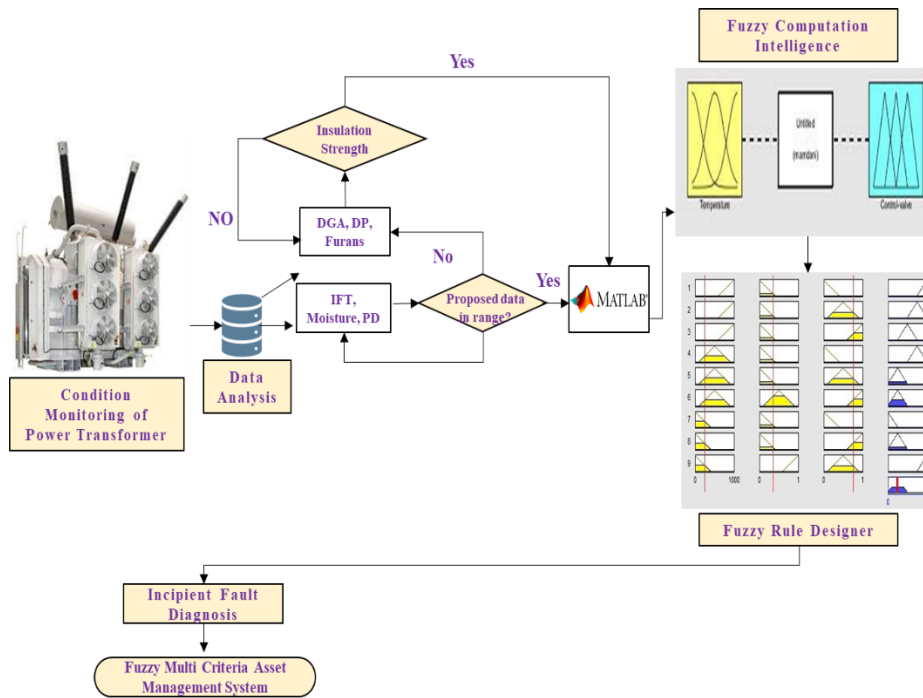 Fuzzy Computation
Intelligence
Yes
Insulation
Strength
Untitled
(mamdani)
Temperature
Control-valve
NO
DGA, DP,
Furans
No
Yes
IFT,
Moisture, PD
Proposed data
in range?
MATLAB
Condition
Monitoring of
Power Transformer
Data
Analysis
1
2
3
4
5
6
7
8
9
0 1000 0 1 0 1
0
Fuzzy Rule Designer
Incipient Fault
Diagnosis
Fuzzy Multi Criteria Asset
Management System